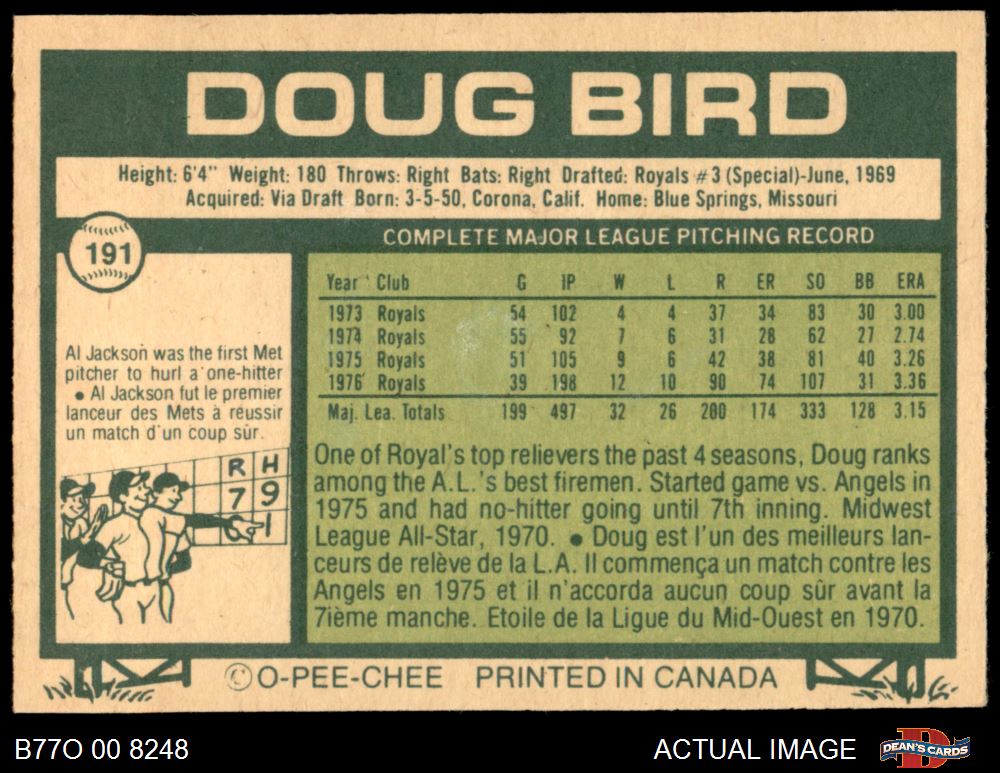 DOUG BIRD
Height: 6'4" Weight: 180 Throws: Right Bats: Right Drafted: Royals #3 (Special)-June, 1969
Acquired: Via Draft Born: 3-5-50, Corona, Calif. Home: Blue Springs, Missouri
191
COMPLETE MAJOR LEAGUE PITCHING RECORD
Year Club G IP W L R ER SO BB ERA
1973 Royals 54 102 4 4 37 34 83 30 3.00
1974 Royals 55 92 7 6 31 28 62 27 2.74
1975 Royals 51 105 9 6 42 38 81 40 3.26
1976 Royals 39 198 12 10 90 74 107 31 3.36
Maj. Lea. Totals 199 497 32 26 200 174 333 128 3.15
Al Jackson was the first Met
pitcher to hurl a one-hitter
• Al Jackson fut le premier
lanceur des Mets à réussir
un match d'un coup sûr.
R H
7 9
0 1
One of Royal's top relievers the past 4 seasons, Doug ranks
among the A.L.'s best firemen. Started game vs. Angels in
1975 and had no-hitter going until 7th inning. Midwest
League All-Star, 1970. • Doug est l'un des meilleurs lan-
ceurs de relève de la L.A. Il commença un match contre les
Angels en 1975 et il n'accorda aucun coup sûr avant la
7ième manche. Etoile de la Ligue du Mid-Ouest en 1970.
© O-PEE-CHEE PRINTED IN CANADA
B77O 00 8248
ACTUAL IMAGE
DEAN'S CARDS